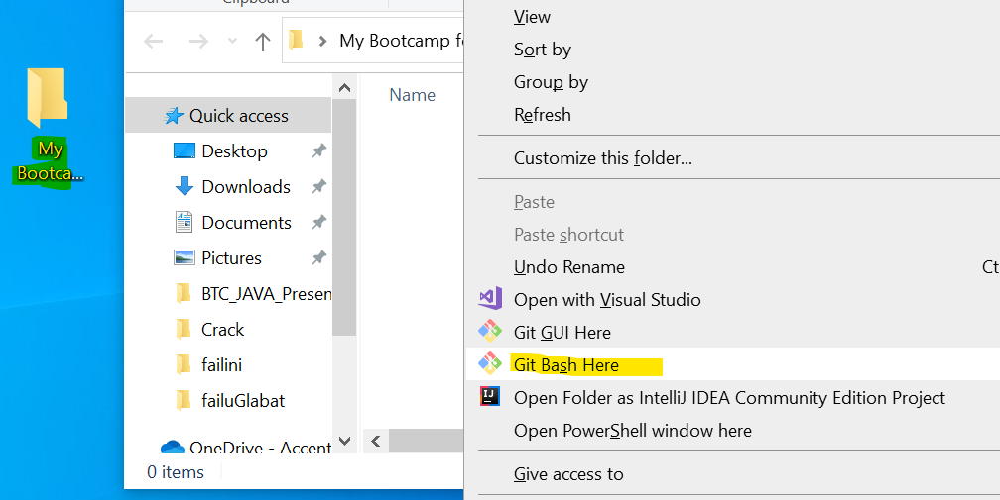 Clipboard
My Bootcamp fo
My
Bootca...
Name
Quick access
Desktop
Downloads
Documents
Pictures
BTC_JAVA_Presen
Crack
failini
failuGlabat
OneDrive - Accent
0 items
View
Sort by
Group by
Refresh
Customize this folder...
Paste
Paste shortcut
Undo Rename
Ct
Open with Visual Studio
Git GUI Here
Git Bash Here
Open Folder as IntelliJ IDEA Community Edition Project
Open PowerShell window here
Give access to